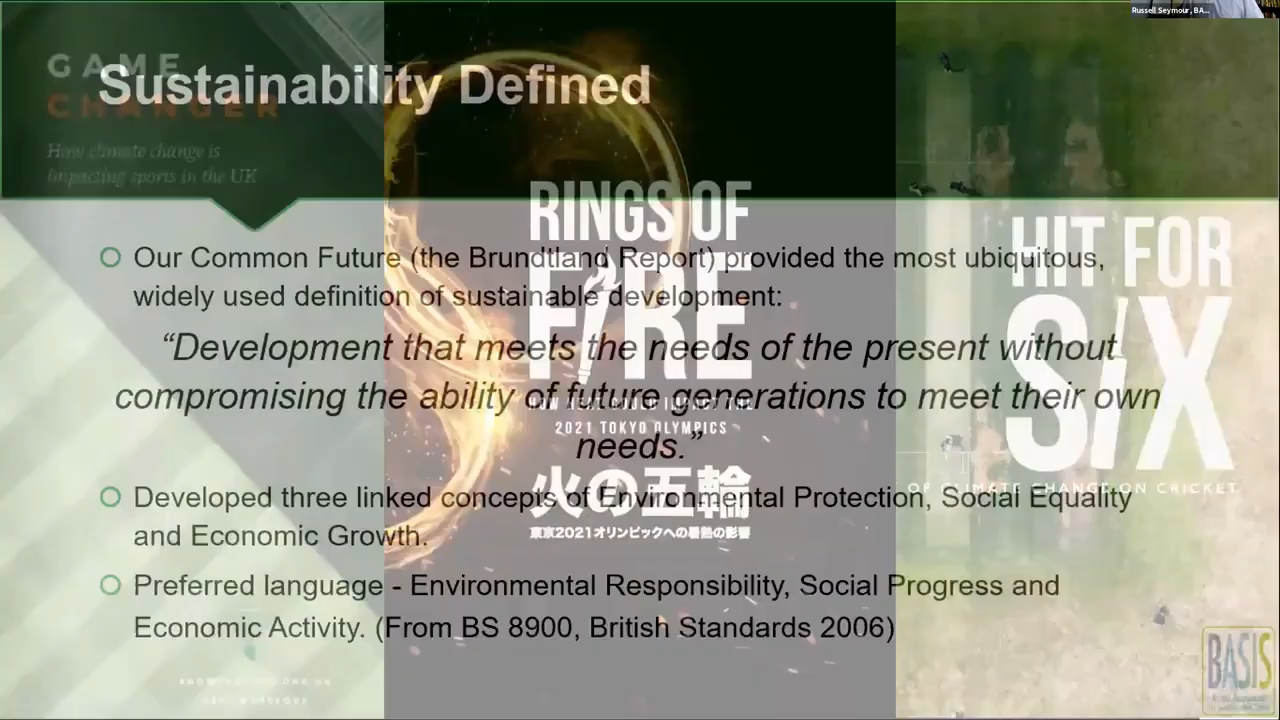 Russell Seymour, BA...
GAME
CHANGER
How climate change is
impacting sports in the UK
Sustainability Defined
RINGS OF
FIRE
HOW HEAT COULD IMPACT THE
2021 TOKYO OLYMPICS
火の五輪
東京2021オリンピックへの暑熱の影響
HIT FOR
SIX
OF CLIMATE CHANGE ON CRICKET
Our Common Future (the Brundtland Report) provided the most ubiquitous,
widely used definition of sustainable development:
“Development that meets the needs of the present without
compromising the ability of future generations to meet their own
needs.”
Developed three linked concepts of Environmental Protection, Social Equality
and Economic Growth.
Preferred language - Environmental Responsibility, Social Progress and
Economic Activity. (From BS 8900, British Standards 2006)
BASIS